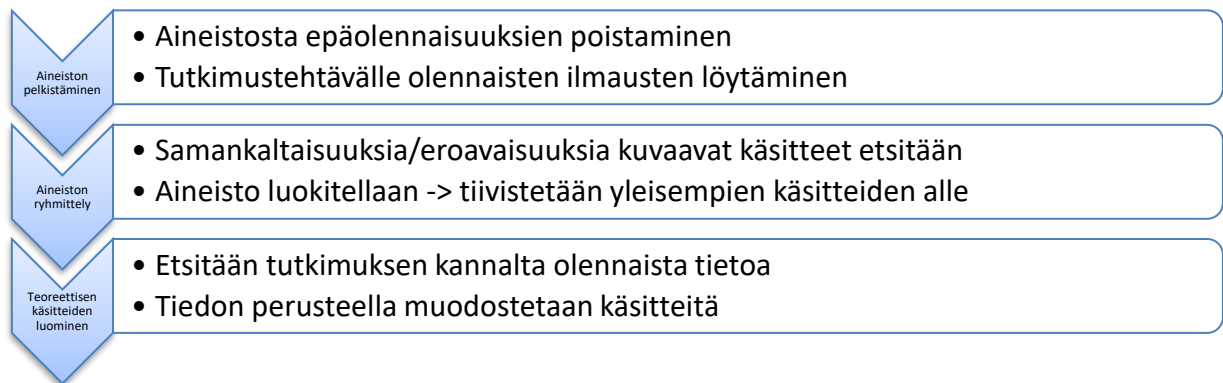 Aineiston
pelkistäminen
• Aineistosta epäolennaisuuksien poistaminen
• Tutkimustehtävälle olennaisten ilmausten löytäminen
Aineiston
ryhmittely
• Samankaltaisuuksia/eroavaisuuksia kuvaavat käsitteet etsitään
• Aineisto luokitellaan -> tiivistetään yleisempien käsitteiden alle
Teoreettisen
käsitteiden
luominen
• Etsitään tutkimuksen kannalta olennaista tietoa
• Tiedon perusteella muodostetaan käsitteitä